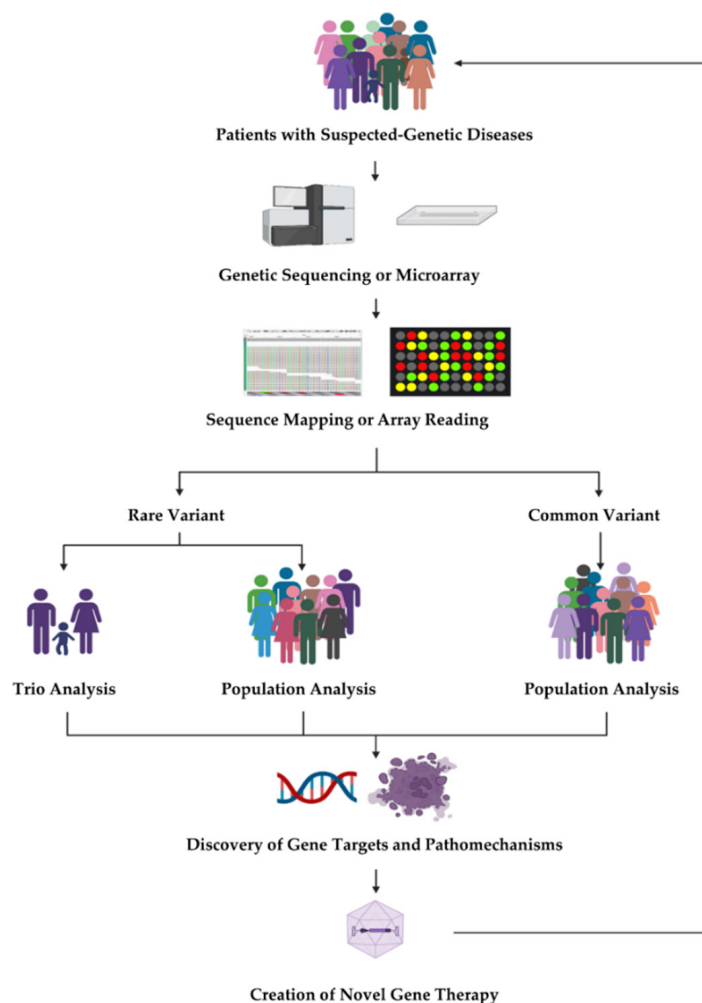 Patients with Suspected-Genetic Diseases
Genetic Sequencing or Microarray
Sequence Mapping or Array Reading
Rare Variant
Common Variant
Trio Analysis
Population Analysis
Population Analysis
Discovery of Gene Targets and Pathomechanisms
Creation of Novel Gene Therapy